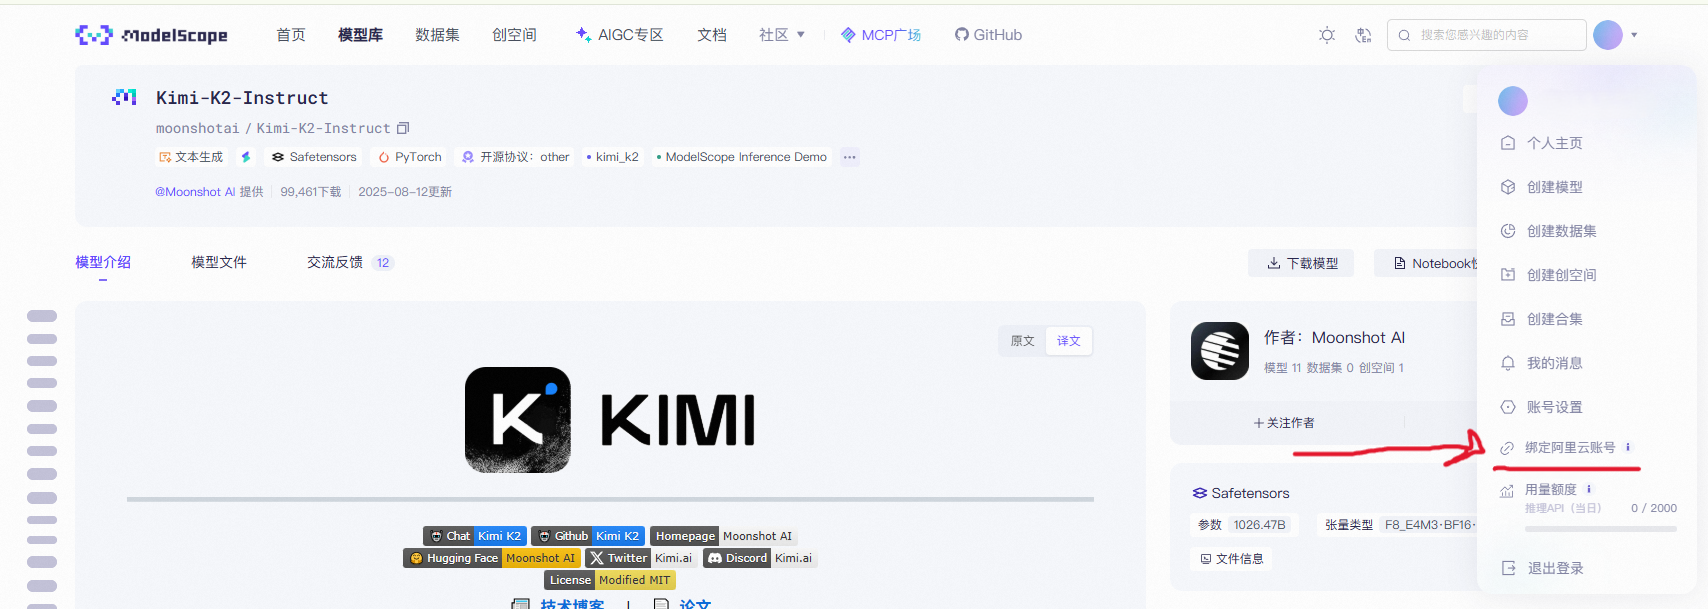 ModelScope 首页 模型库 数据集 创空间 AIGC专区 文档 社区 MCP广场 GitHub 搜索您感兴趣的内容
Kimi-K2-Instruct
moonshotai / Kimi-K2-Instruct
文本生成 Safetensors PyTorch 开源协议: other kimi_k2 ModelScope Inference Demo ···
@Moonshot AI 提供 99,461下载 2025-08-12更新
模型介绍 模型文件 交流反馈 12
下载模型 Notebook
原文 译文
K KIMI
Chat Kimi K2 Github Kimi K2 Homepage Moonshot AI
Hugging Face Moonshot AI Twitter Kimi.ai Discord Kimi.ai
License Modified MIT
技术博客 | 论文
作者: Moonshot AI
模型 11 数据集 0 创空间 1
+关注作者
Safetensors
参数 1026.47B 张量类型 F8_E4M3·BF16·
文件信息
个人主页
创建模型
创建数据集
创建创空间
创建合集
我的消息
账号设置
绑定阿里云账号
用量额度
推理API（当日） 0 / 2000
退出登录